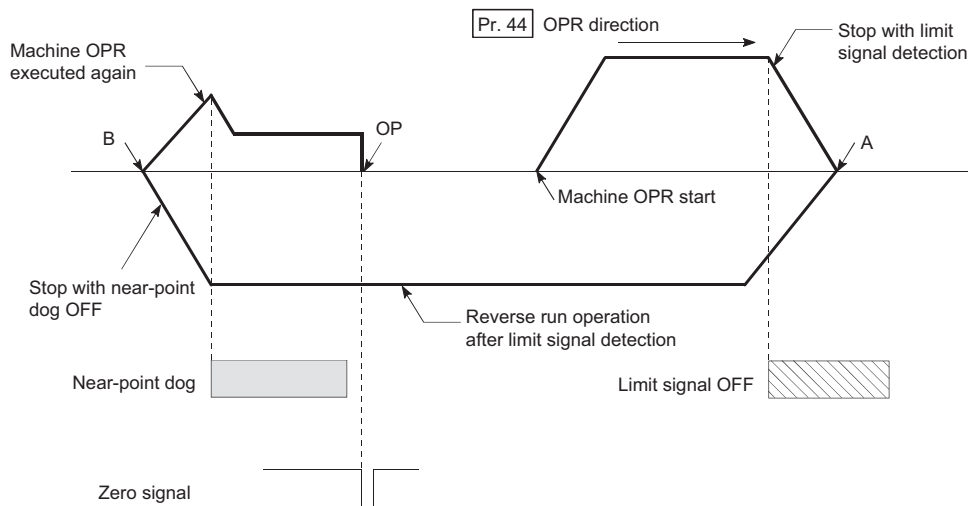 Pr. 44 OPR direction
Stop with limit
signal detection
Machine OPR
executed again
B
OP
A
Machine OPR start
Stop with near-point
dog OFF
Reverse run operation
after limit signal detection
Near-point dog
Limit signal OFF
Zero signal